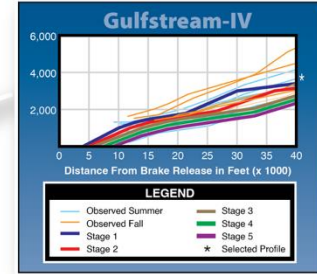 Gulfstream-IV
6,000
4,000
2,000
*
0 5 10 15 20 25 30 35 40
Distance From Brake Release in Feet (x 1000)
LEGEND
Observed Summer
Observed Fall
Stage 1
Stage 2
Stage 3
Stage 4
Stage 5
* Selected Profile